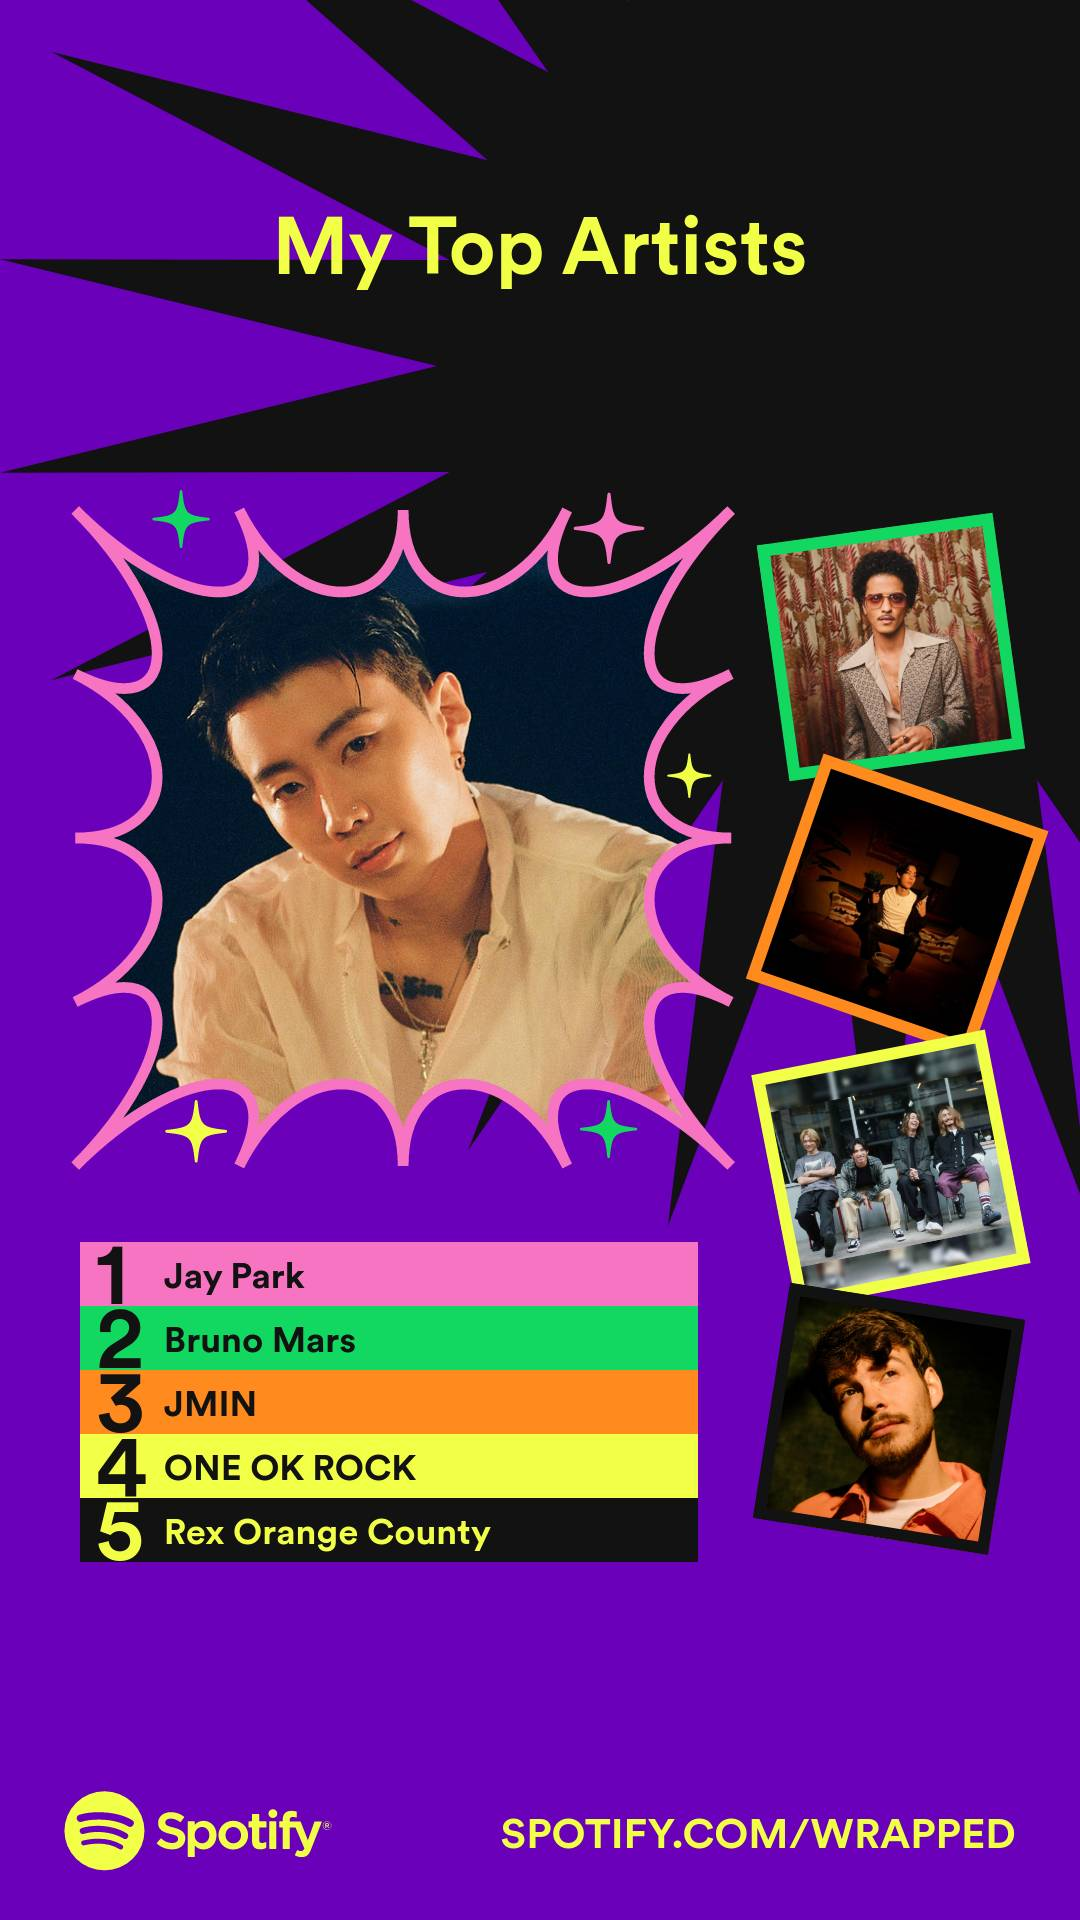 My Top Artists
1 Jay Park
2 Bruno Mars
3 JMIN
4 ONE OK ROCK
5 Rex Orange County
Spotify®
SPOTIFY.COM/WRAPPED